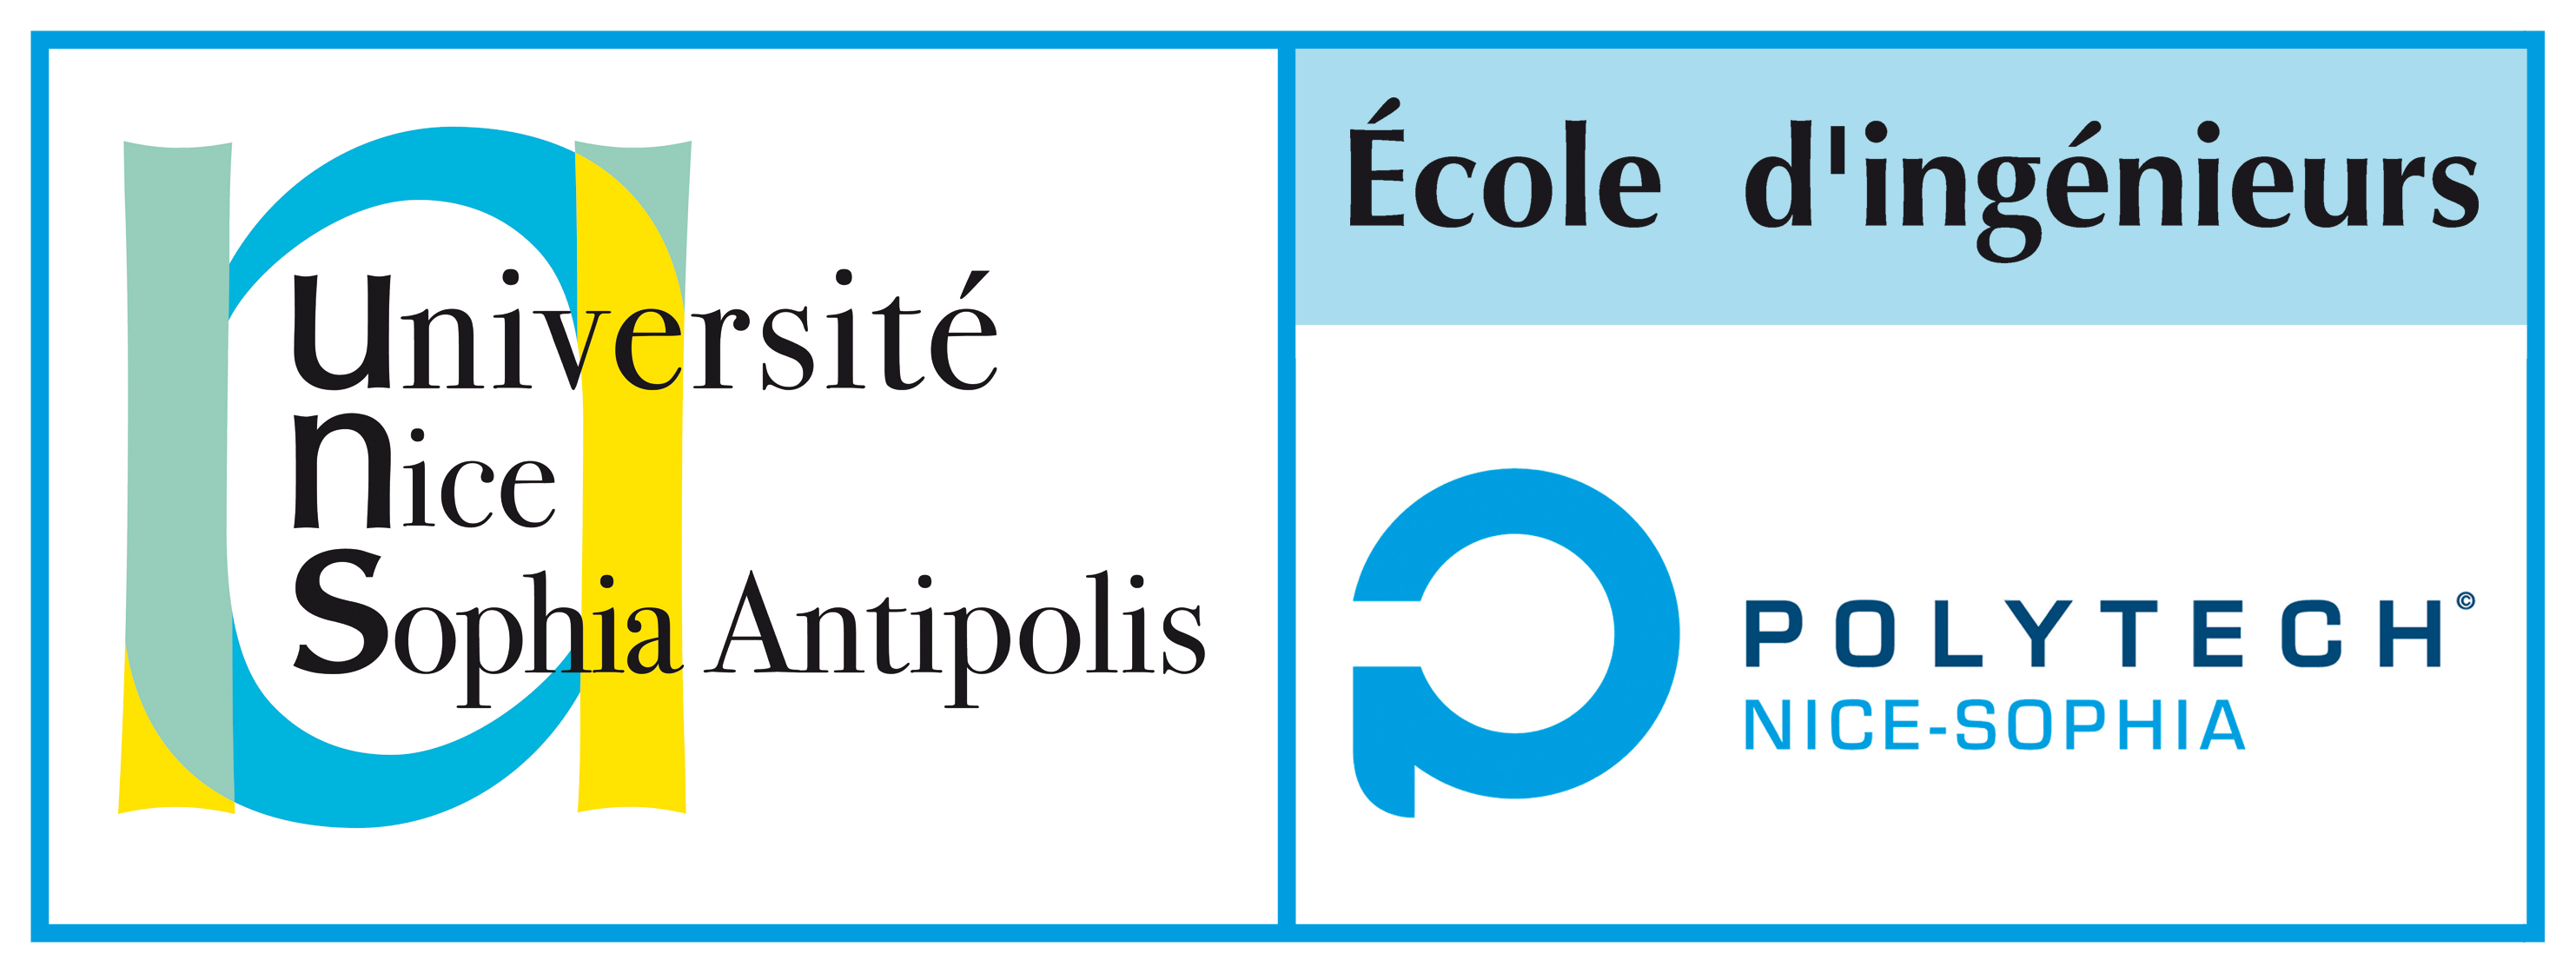 Université
Nice
Sophia Antipolis
École d'ingénieurs
POLYTECH©
NICE-SOPHIA